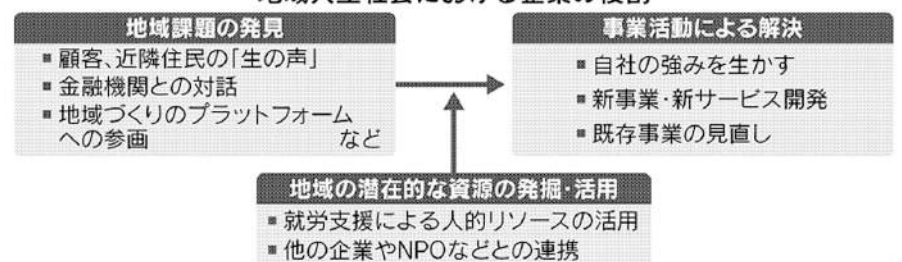 地域課題の発見
■ 顧客、近隣住民の「生の声」
■ 金融機関との対話
■ 地域づくりのプラットフォーム
への参画 など
事業活動による解決
■ 自社の強みを生かす
■ 新事業・新サービス開発
■ 既存事業の見直し
地域の潜在的な資源の発掘・活用
■ 就労支援による人的リソースの活用
■ 他の企業やNPOなどとの連携